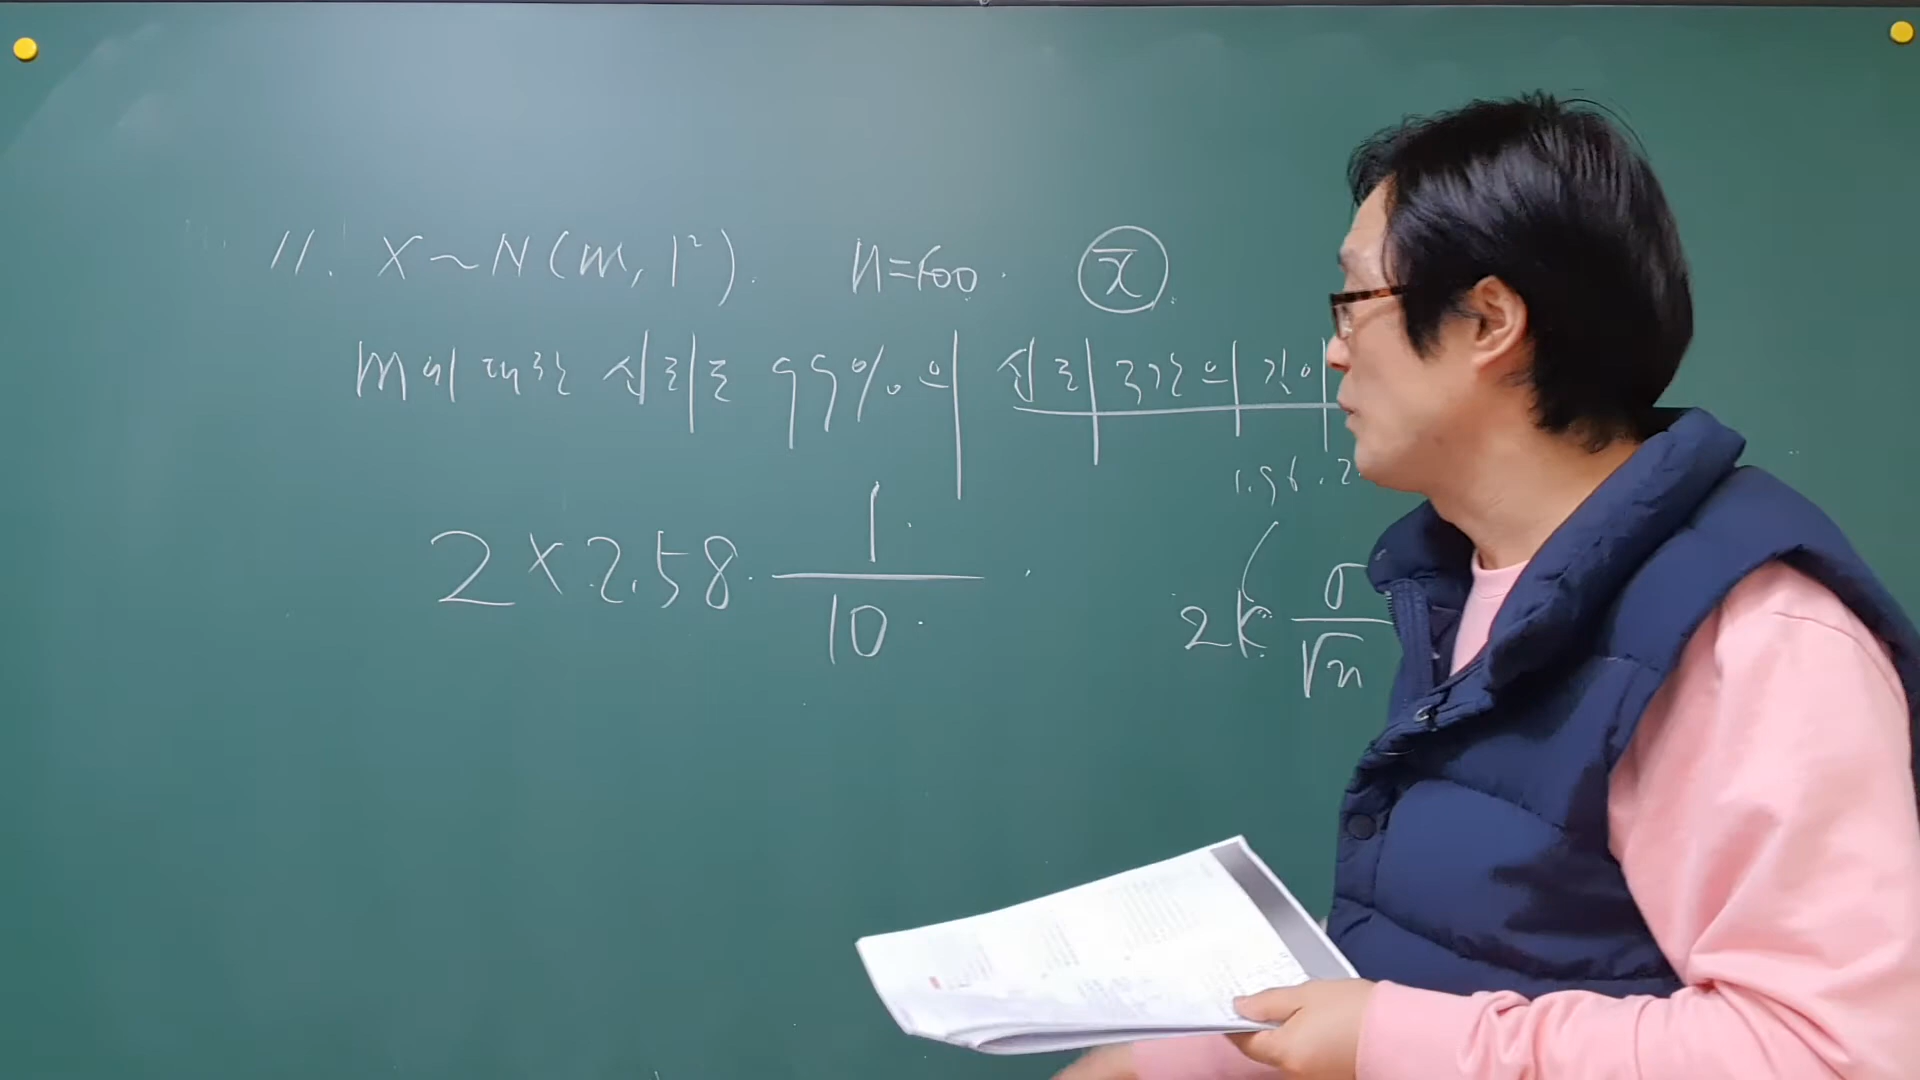 11. X ~ N(m, 1²). n=100. x̄
m에 대한 신뢰도 99%의 신뢰구간의 길이
1.96, 2.
2 × 2.58 · 1/10
2k σ/√n